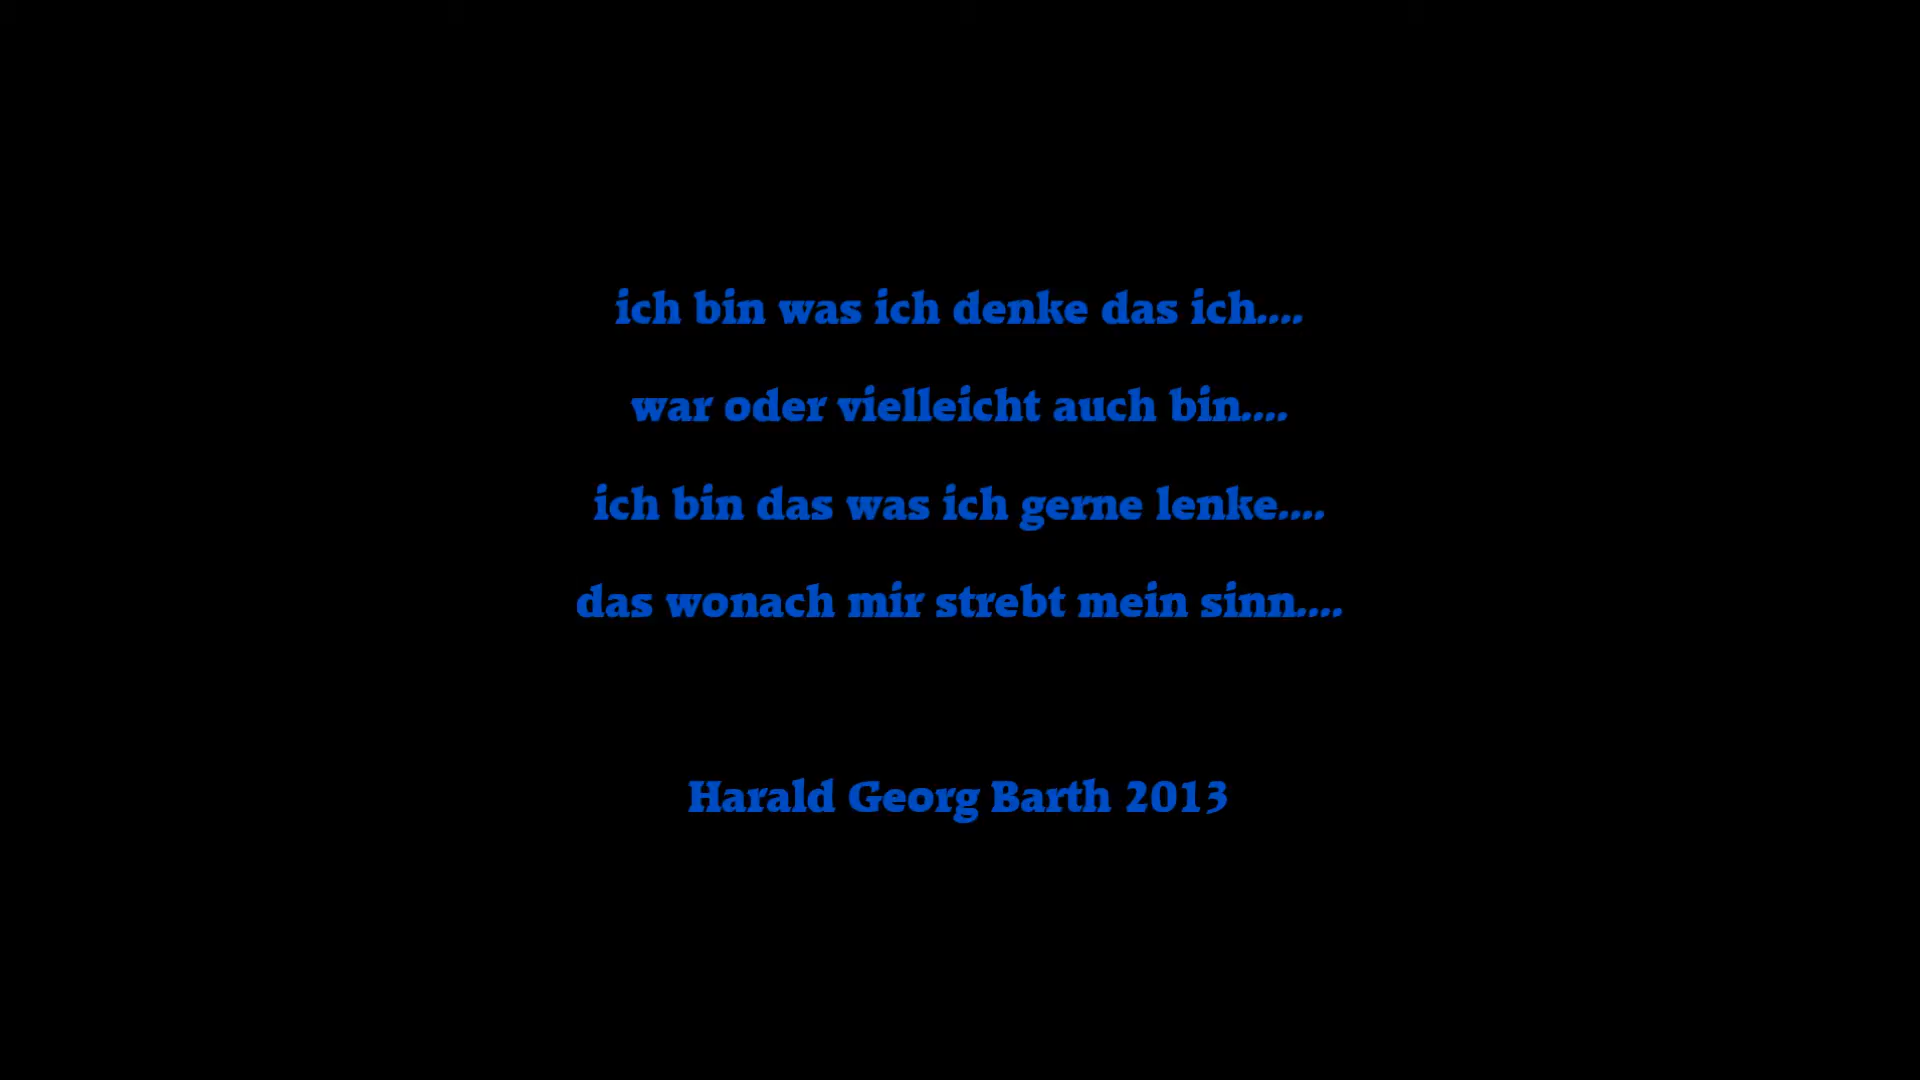 ich bin was ich denke das ich....
war oder vielleicht auch bin....
ich bin das was ich gerne lenke....
das wonach mir strebt mein sinn....
Harald Georg Barth 2013